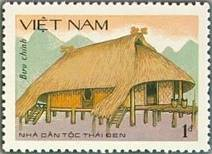 VIỆT NAM
Bưu chính
1đ
NHÀ DÂN TỘC THÁI ĐEN